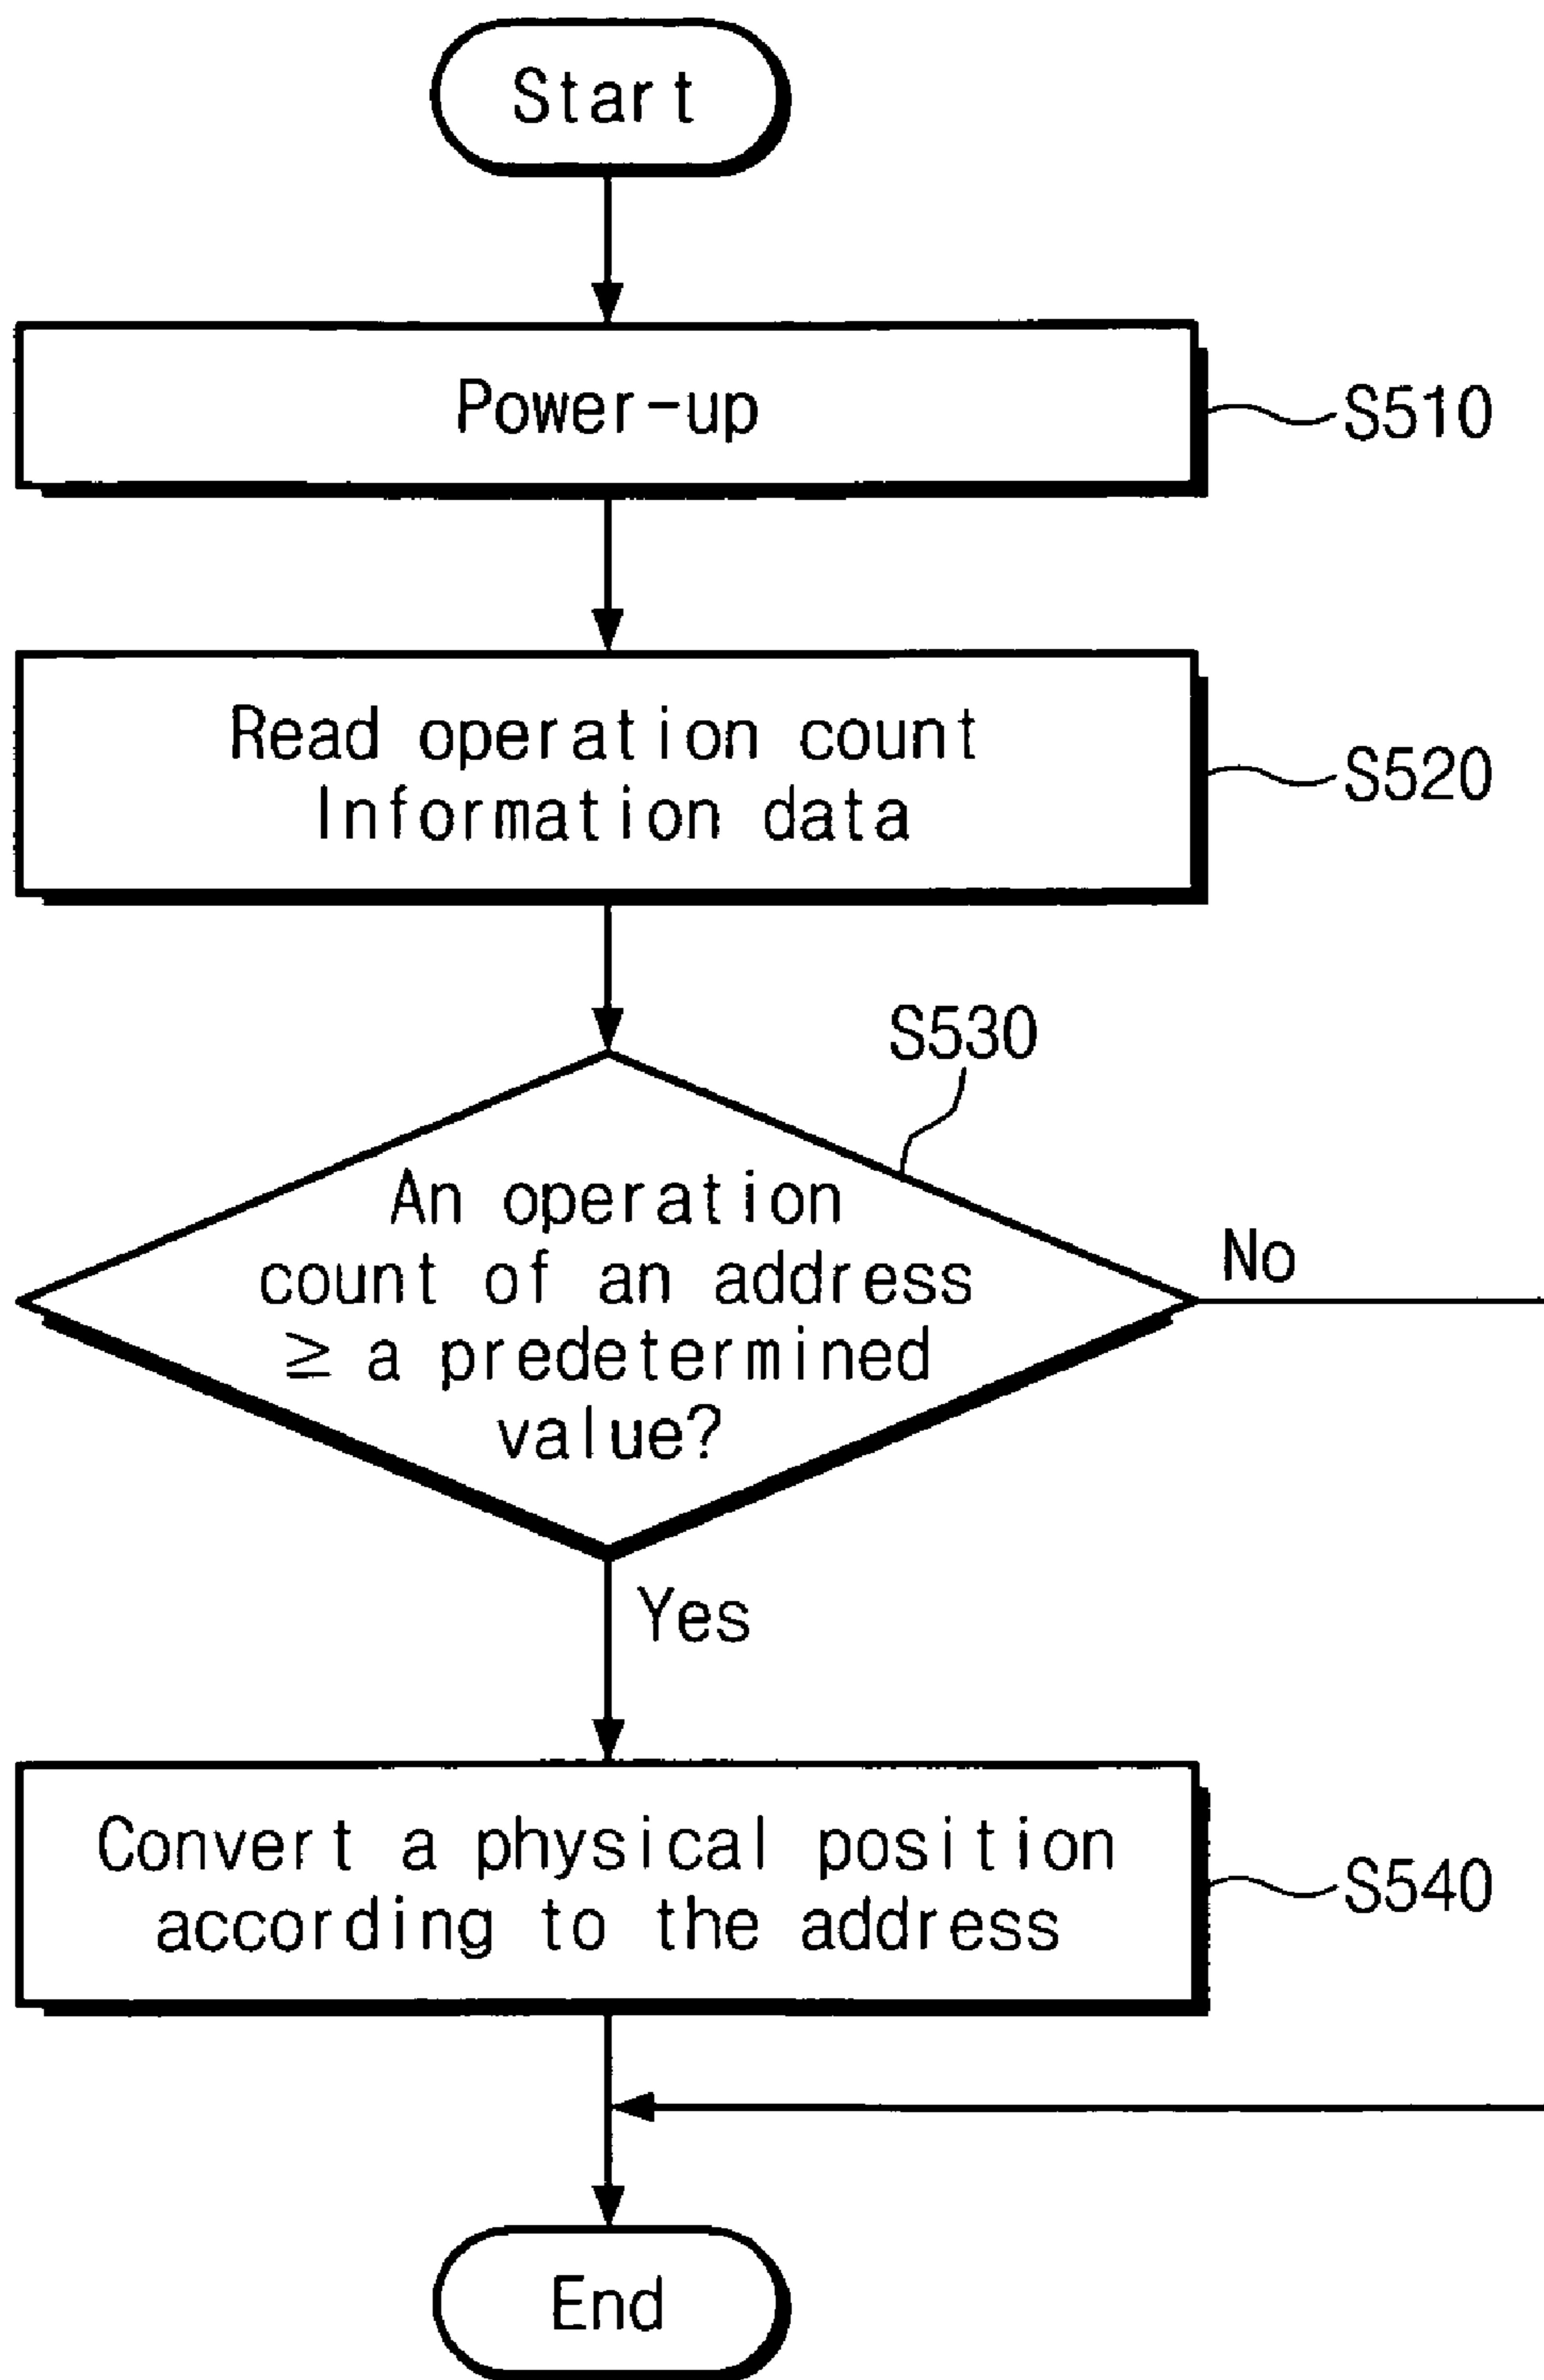 Start
Power-up
S510
Read operation count
Information data
S520
S530
An operation
count of an address
≧ a predetermined
value?
No
Yes
Convert a physical position
according to the address
S540
End